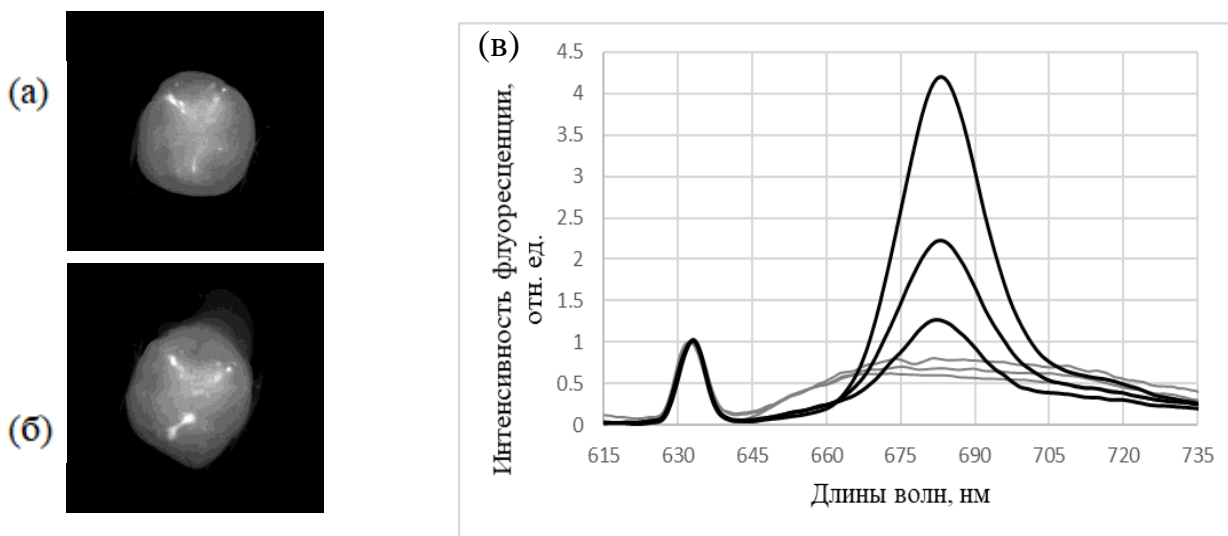 (а)
(б)
(в)
Интенсивность флуоресценции,
отн. ед.
4.5
4
3.5
3
2.5
2
1.5
1
0.5
0
615 630 645 660 675 690 705 720 735
Длины волн, нм